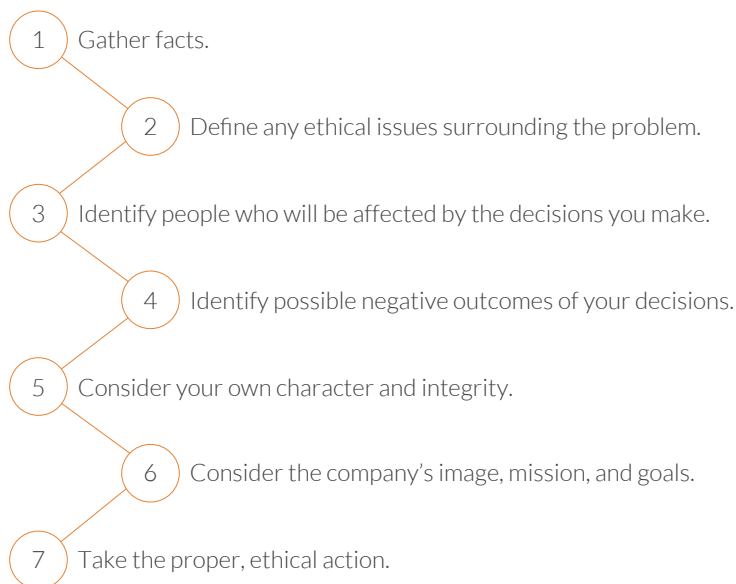 1 Gather facts.
2 Define any ethical issues surrounding the problem.
3 Identify people who will be affected by the decisions you make.
4 Identify possible negative outcomes of your decisions.
5 Consider your own character and integrity.
6 Consider the company’s image, mission, and goals.
7 Take the proper, ethical action.